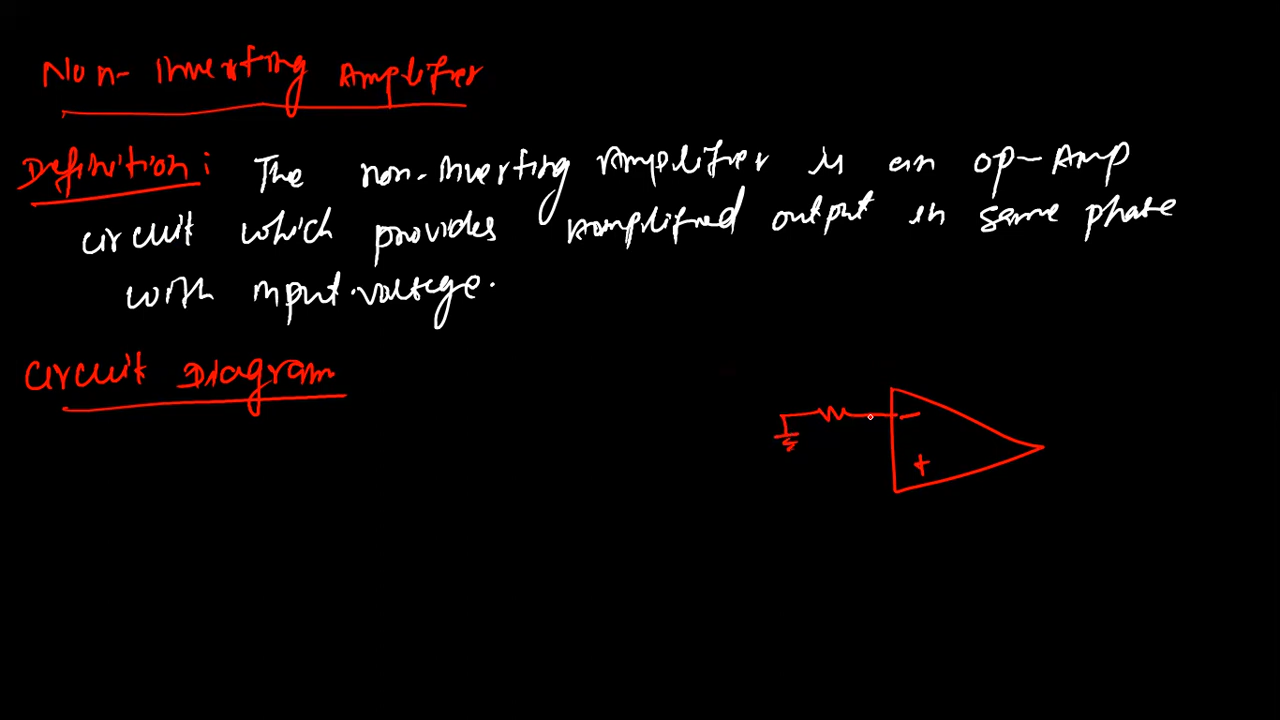 Non-Inverting Amplifier
Definition: The non-Inverting Amplifier is an op-Amp
circuit which provides Amplified output in same phase
with input voltage.
Circuit Diagram
-
+